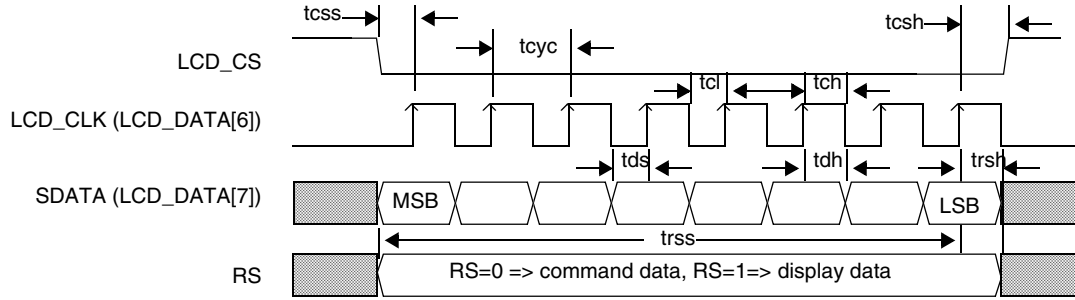 tcss
tcsh
LCD_CS
tcyc
tcl
tch
LCD_CLK (LCD_DATA[6])
tds
tdh
trsh
SDATA (LCD_DATA[7])
MSB
LSB
trss
RS
RS=0 => command data, RS=1=> display data